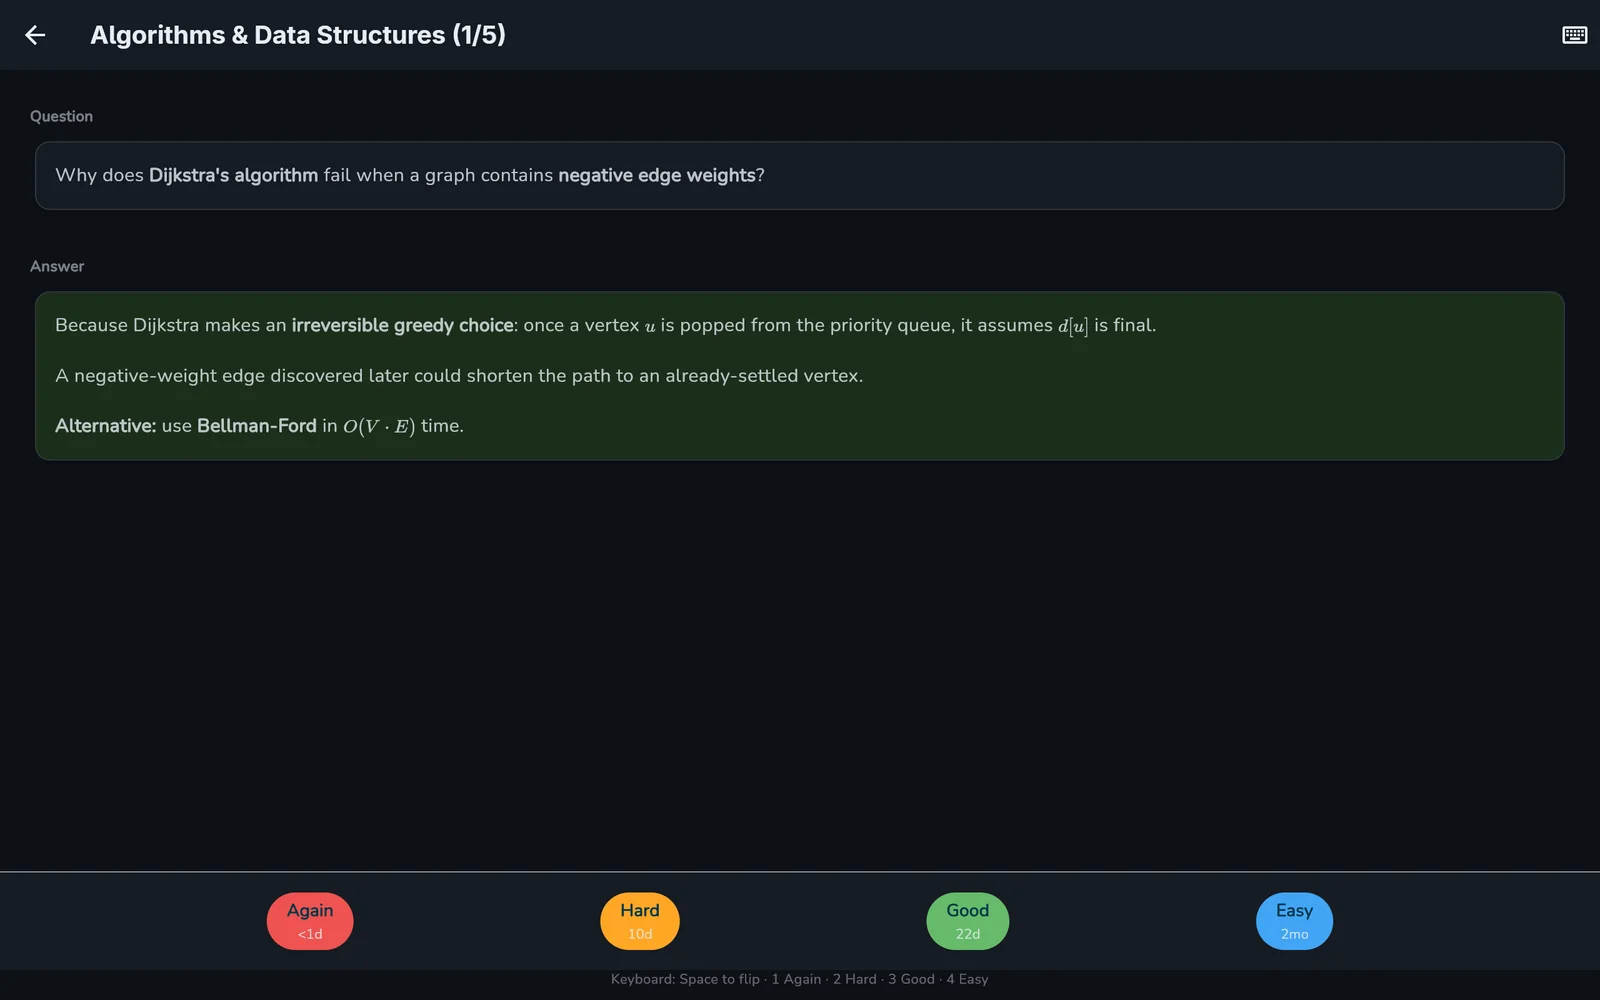 Algorithms & Data Structures (1/5)
Question
Why does Dijkstra's algorithm fail when a graph contains negative edge weights?
Answer
Because Dijkstra makes an irreversible greedy choice: once a vertex u is popped from the priority queue, it assumes d[u] is final.
A negative-weight edge discovered later could shorten the path to an already-settled vertex.
Alternative: use Bellman-Ford in O(V · E) time.
Again
<1d
Hard
10d
Good
22d
Easy
2mo
Keyboard: Space to flip · 1 Again · 2 Hard · 3 Good · 4 Easy